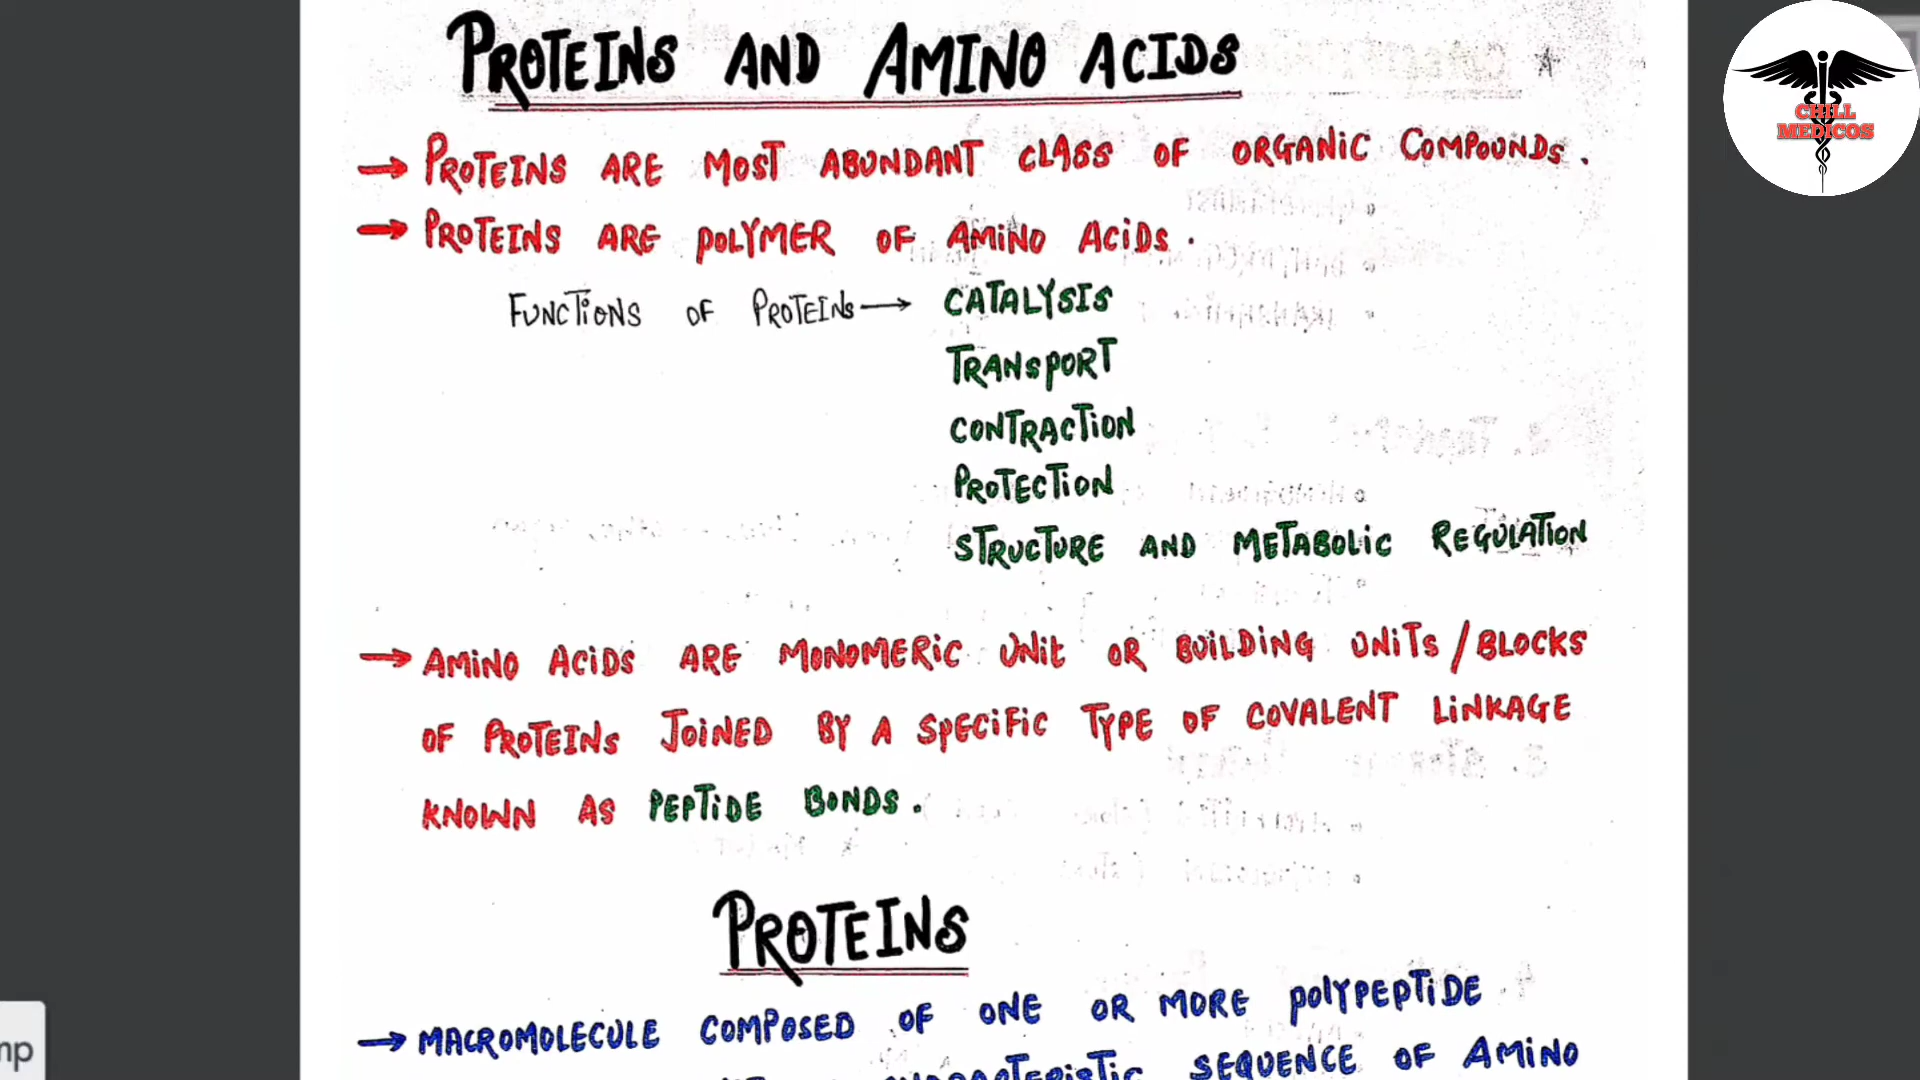 PROTEINS AND AMINO ACIDS
CHILL
MEDICOS
→ PROTEINS ARE MOST ABUNDANT CLASS OF ORGANIC COMPOUNDS.
→ PROTEINS ARE POLYMER OF AMINO ACIDS.
FUNCTIONS OF PROTEINS → CATALYSIS
TRANSPORT
CONTRACTION
PROTECTION
STRUCTURE AND METABOLIC REGULATION
→ AMINO ACIDS ARE MONOMERIC UNIT OR BUILDING UNITS/BLOCKS
OF PROTEINS JOINED BY A SPECIFIC TYPE OF COVALENT LINKAGE
KNOWN AS PEPTIDE BONDS.
PROTEINS
→ MACROMOLECULE COMPOSED OF ONE OR MORE POLYPEPTIDE
CHARACTERISTIC SEQUENCE OF AMINO
mp